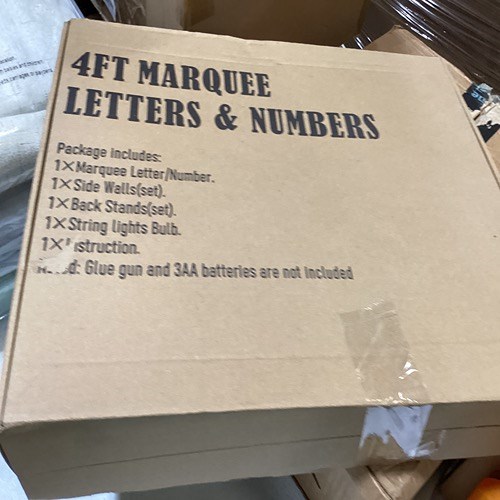 4FT MARQUEE
LETTERS & NUMBERS
Package includes:
1×Marquee Letter/Number.
1×Side Walls(set).
1×Back Stands(set).
1×String lights Bulb.
1× struction.
Glue gun and 3AA batteries are not included